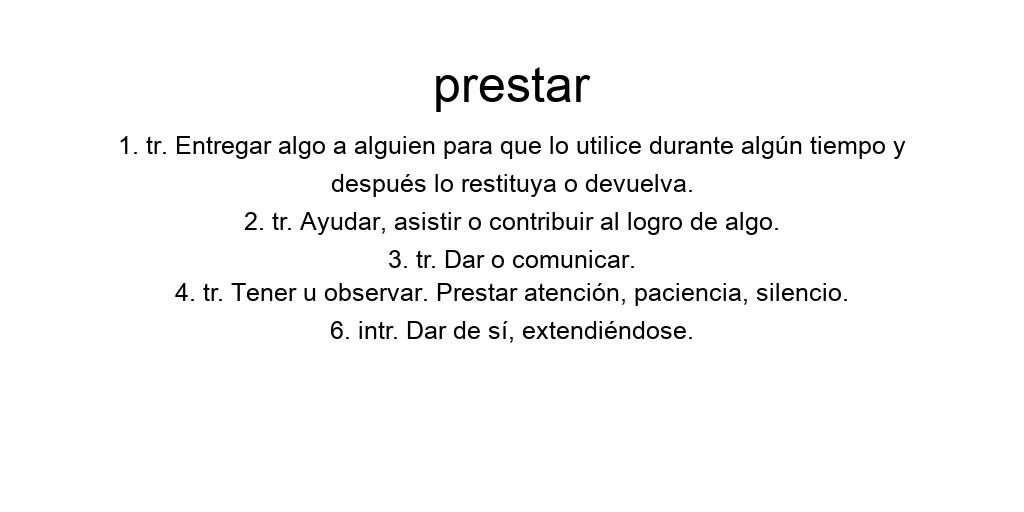 prestar
1. tr. Entregar algo a alguien para que lo utilice durante algún tiempo y
después lo restituya o devuelva.
2. tr. Ayudar, asistir o contribuir al logro de algo.
3. tr. Dar o comunicar.
4. tr. Tener u observar. Prestar atención, paciencia, silencio.
6. intr. Dar de sí, extendiéndose.